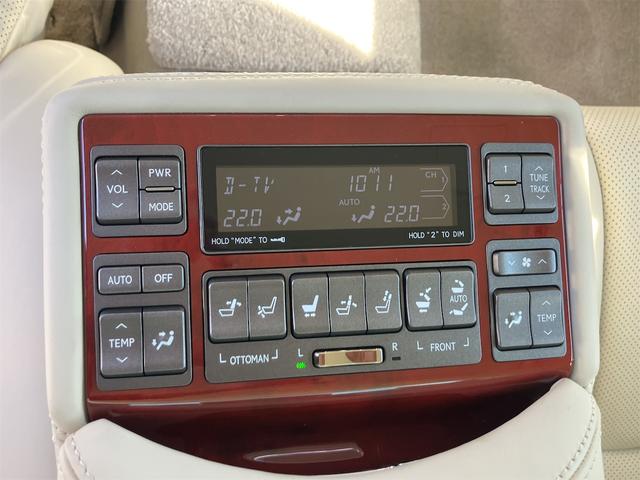 VOL
PWR
MODE
D-TV
AM
1011
CH
22.0
AUTO
22.0
2
HOLD "MODE" TO
HOLD "2" TO DIM
1
2
TUNE
TRACK
AUTO
OFF
TEMP
AUTO
TEMP
OTTOMAN
L
R
FRONT